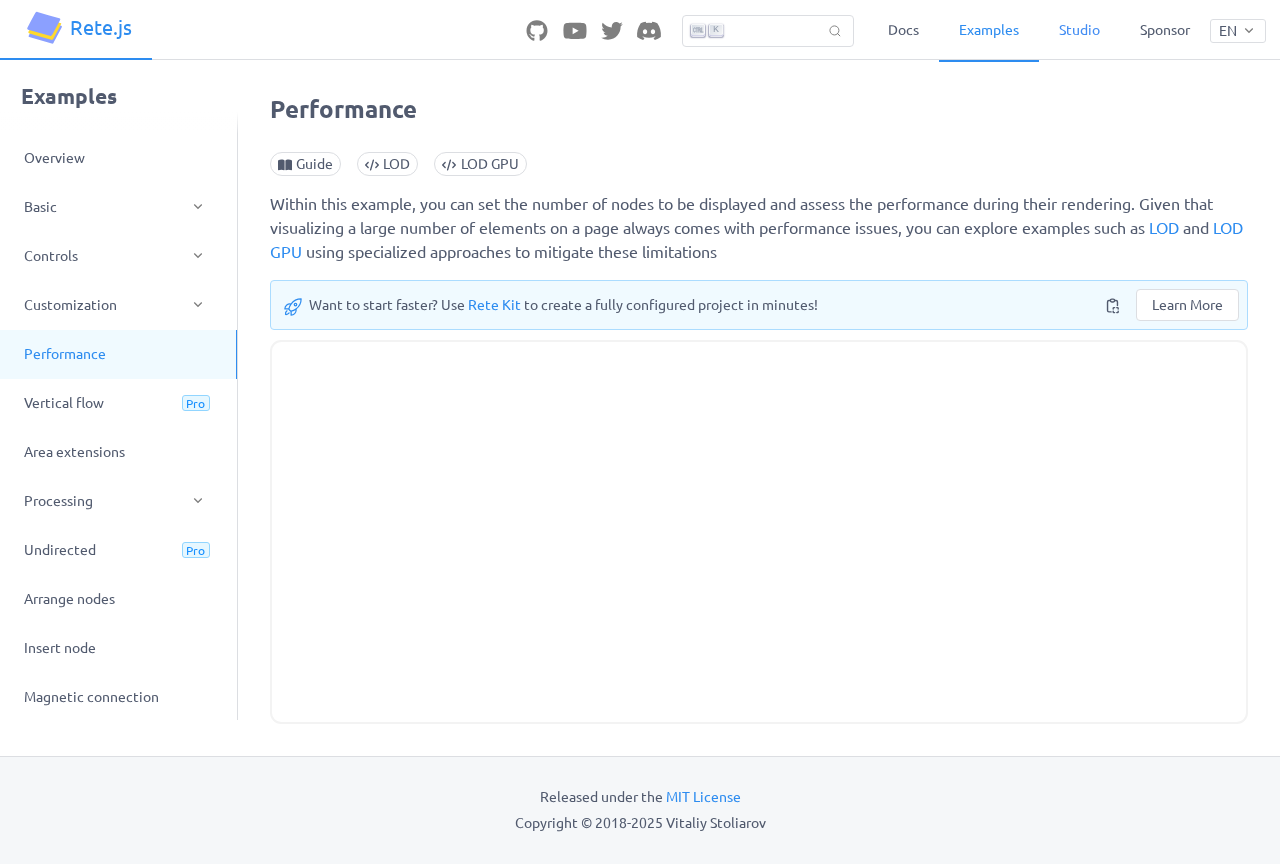 Rete.js
K
Docs
Examples
Studio
Sponsor
EN
Examples
Overview
Basic
Controls
Customization
Performance
Vertical flow
Pro
Area extensions
Processing
Undirected
Pro
Arrange nodes
Insert node
Magnetic connection
Performance
Guide
LOD
LOD GPU
Within this example, you can set the number of nodes to be displayed and assess the performance during their rendering. Given that
visualizing a large number of elements on a page always comes with performance issues, you can explore examples such as LOD and LOD
GPU using specialized approaches to mitigate these limitations
Want to start faster? Use Rete Kit to create a fully configured project in minutes!
Learn More
Released under the MIT License
Copyright © 2018-2025 Vitaliy Stoliarov